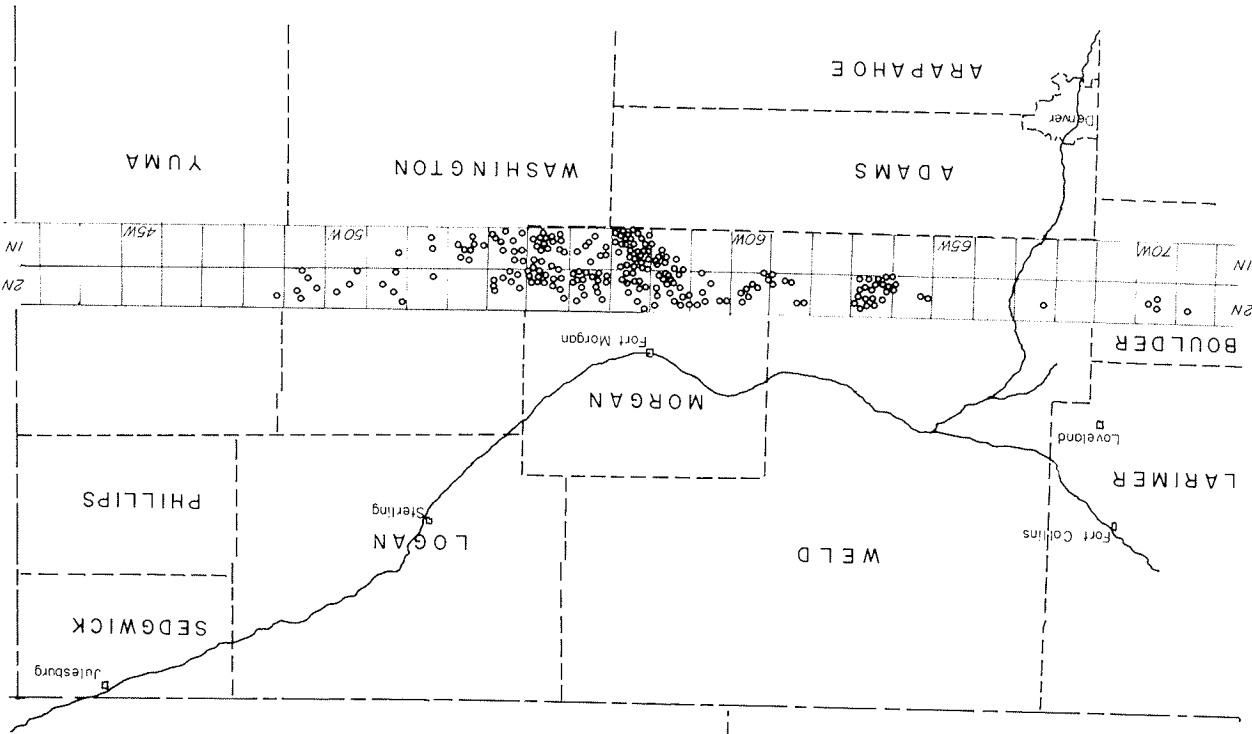 Julesburg
SEDGWICK
WELD
LOGAN
Fort Collins
Sterling
PHILLIPS
LARIMER
Loveland
MORGAN
Fort Morgan
BOULDER
2N
2N
1N
70W
65W
60W
50W
45W
1N
ADAMS
WASHINGTON
YUMA
Denver
ARAPAHOE